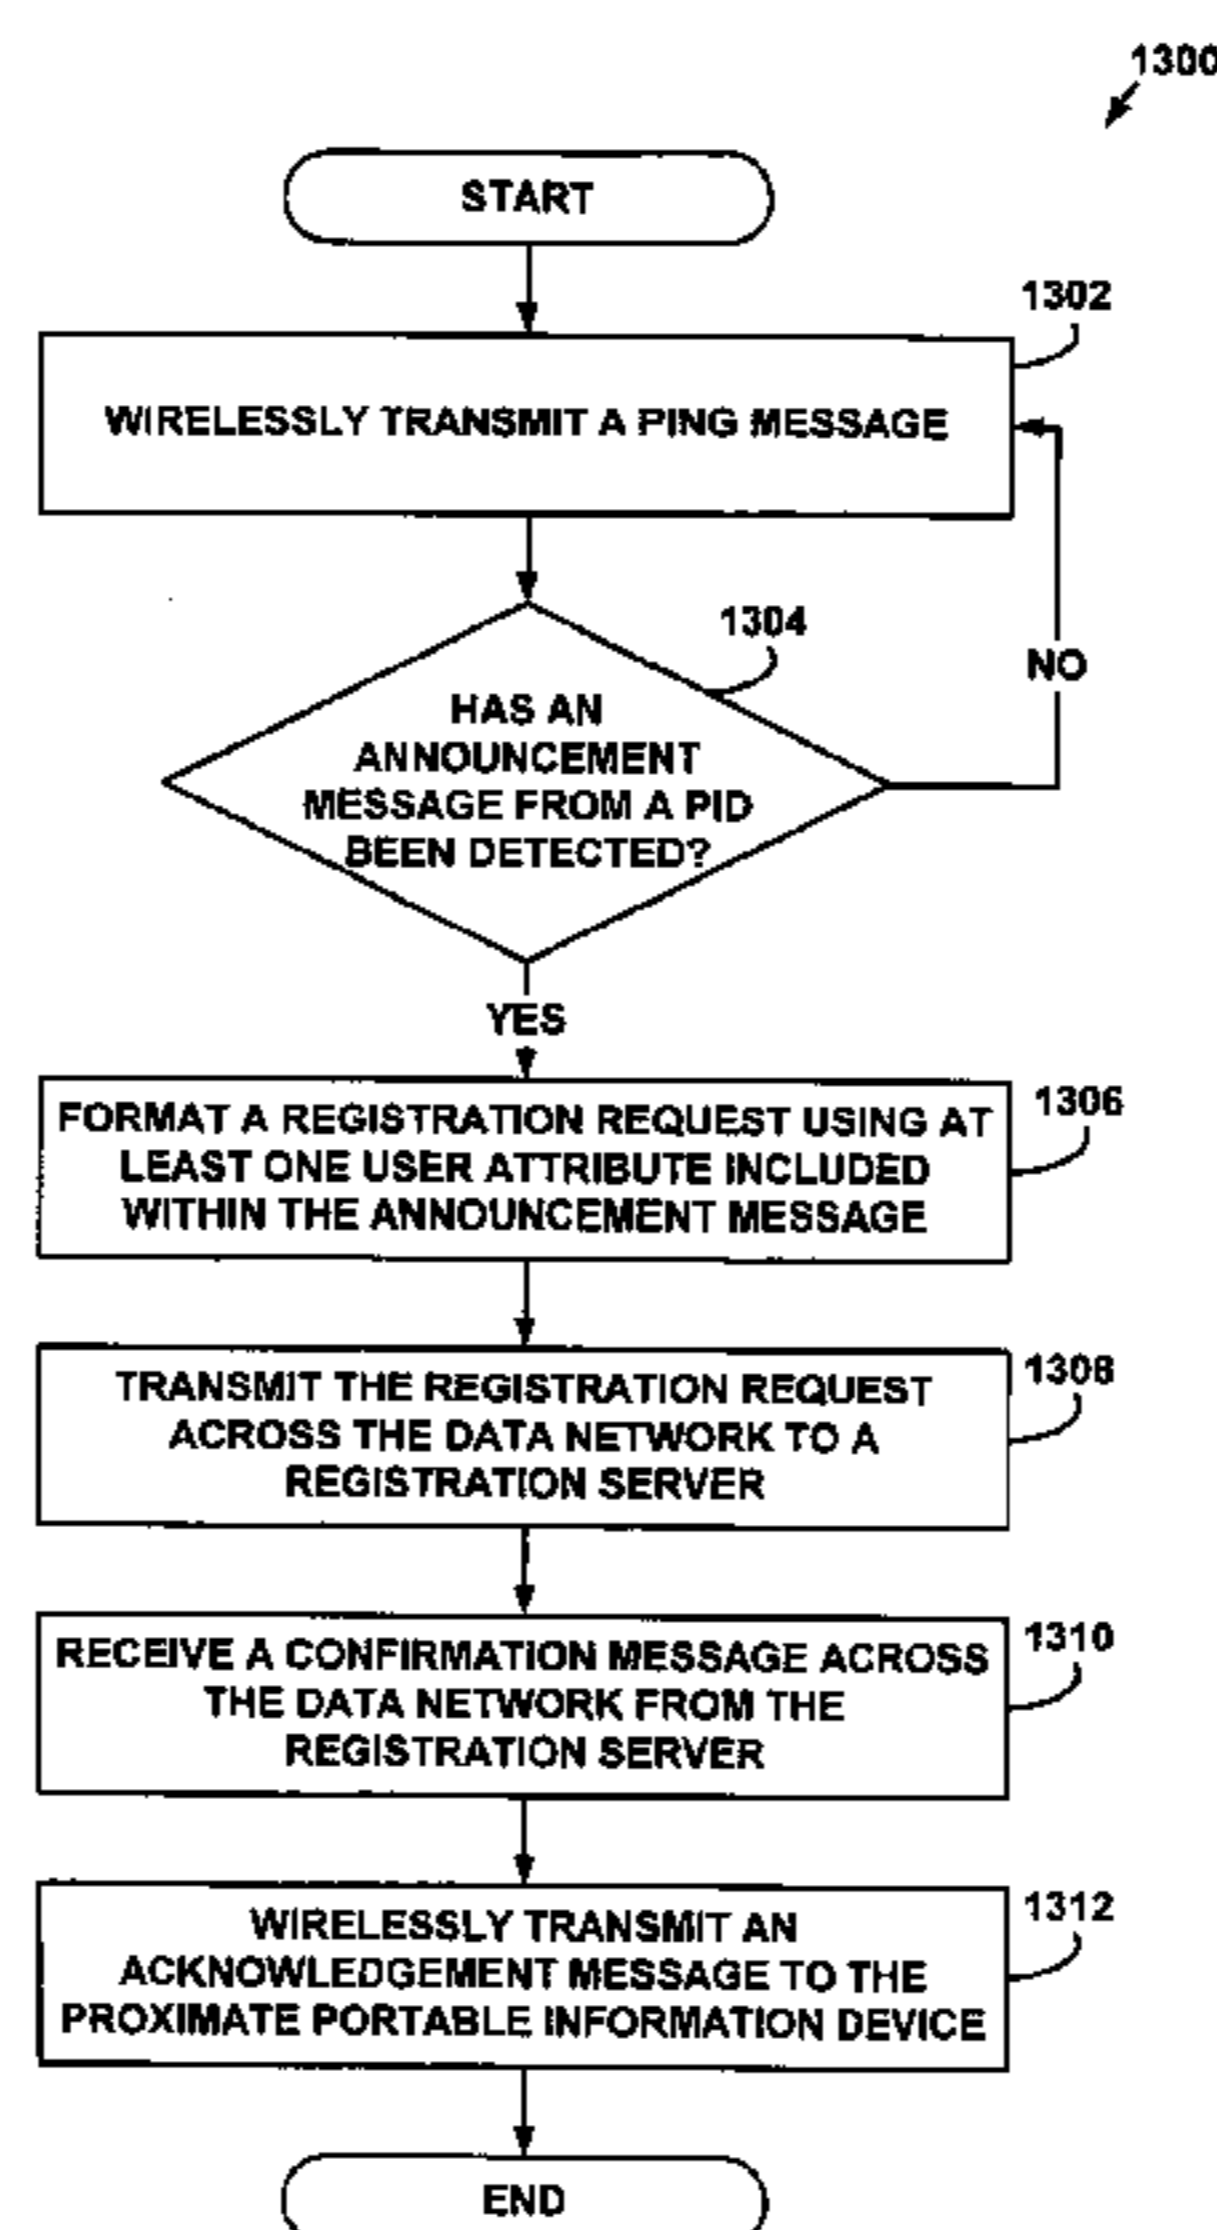 1300
START
1302
WIRELESSLY TRANSMIT A PING MESSAGE
1304
NO
HAS AN
ANNOUNCEMENT
MESSAGE FROM A PID
BEEN DETECTED?
YES
1306
FORMAT A REGISTRATION REQUEST USING AT
LEAST ONE USER ATTRIBUTE INCLUDED
WITHIN THE ANNOUNCEMENT MESSAGE
1308
TRANSMIT THE REGISTRATION REQUEST
ACROSS THE DATA NETWORK TO A
REGISTRATION SERVER
1310
RECEIVE A CONFIRMATION MESSAGE ACROSS
THE DATA NETWORK FROM THE
REGISTRATION SERVER
1312
WIRELESSLY TRANSMIT AN
ACKNOWLEDGEMENT MESSAGE TO THE
PROXIMATE PORTABLE INFORMATION DEVICE
END